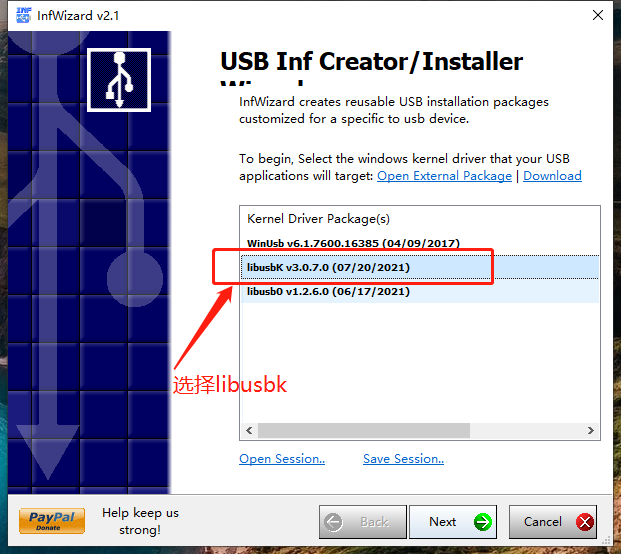 InfWizard v2.1
USB Inf Creator/Installer
InfWizard creates reusable USB installation packages
customized for a specific to usb device.
To begin, Select the windows kernel driver that your USB
applications will target: Open External Package | Download
Kernel Driver Package(s)
WinUsb v6.1.7600.16385 (04/09/2017)
libusbK v3.0.7.0 (07/20/2021)
libusb0 v1.2.6.0 (06/17/2021)
选择libusbk
Open Session.. Save Session..
PayPal
Donate
Help keep us
strong!
Back Next Cancel